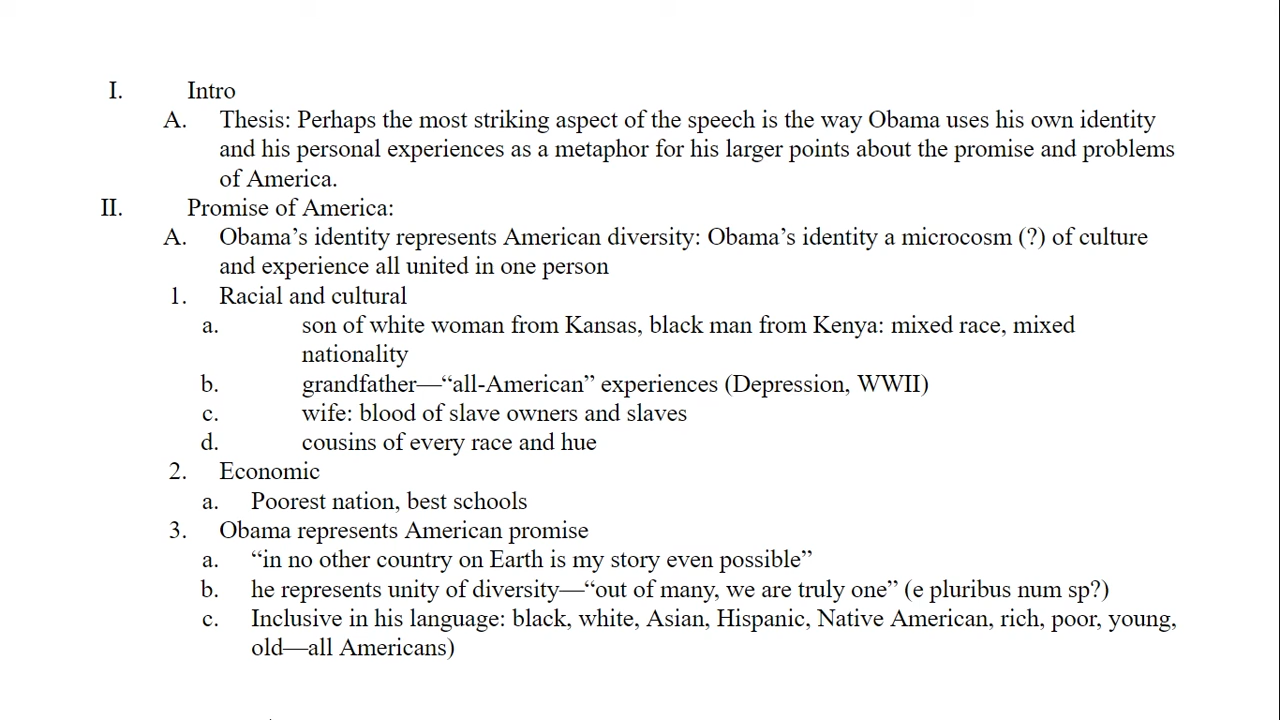 I. Intro
A. Thesis: Perhaps the most striking aspect of the speech is the way Obama uses his own identity
and his personal experiences as a metaphor for his larger points about the promise and problems
of America.
II. Promise of America:
A. Obama’s identity represents American diversity: Obama’s identity a microcosm (?) of culture
and experience all united in one person
1. Racial and cultural
a. son of white woman from Kansas, black man from Kenya: mixed race, mixed
nationality
b. grandfather—“all-American” experiences (Depression, WWII)
c. wife: blood of slave owners and slaves
d. cousins of every race and hue
2. Economic
a. Poorest nation, best schools
3. Obama represents American promise
a. “in no other country on Earth is my story even possible”
b. he represents unity of diversity—“out of many, we are truly one” (e pluribus num sp?)
c. Inclusive in his language: black, white, Asian, Hispanic, Native American, rich, poor, young,
old—all Americans)